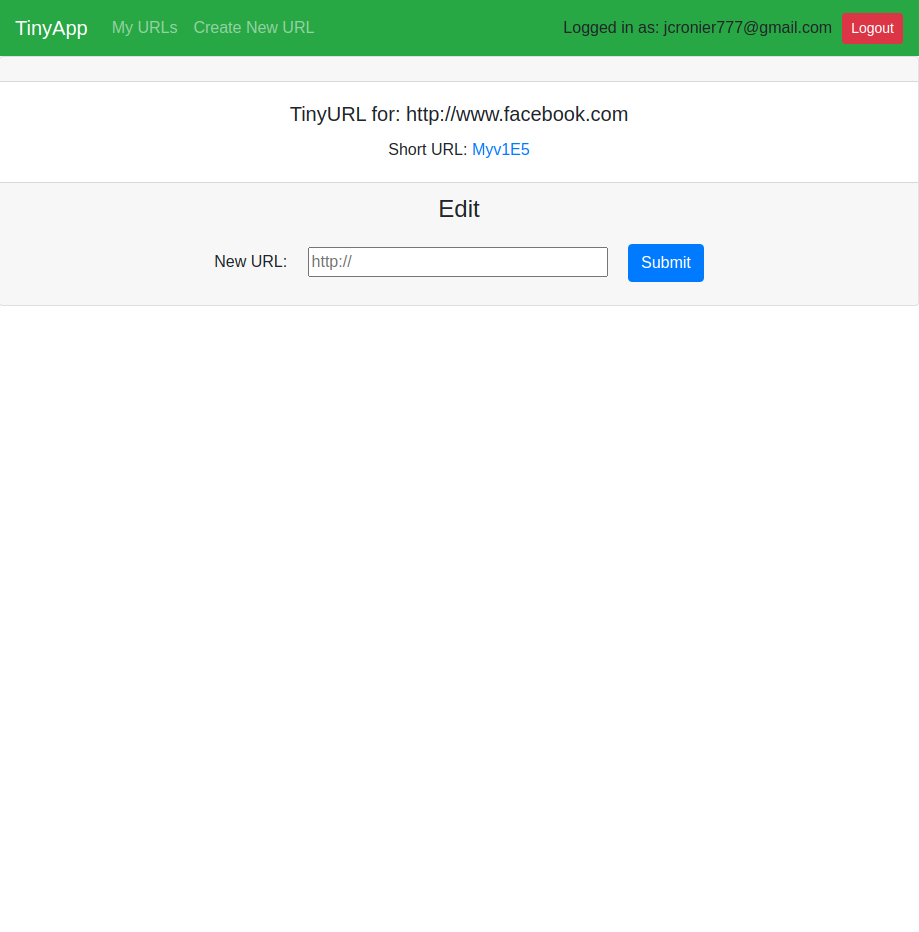 TinyApp My URLs Create New URL Logged in as: jcronier777@gmail.com Logout
TinyURL for: http://www.facebook.com
Short URL: Myv1E5
Edit
New URL: http:// Submit